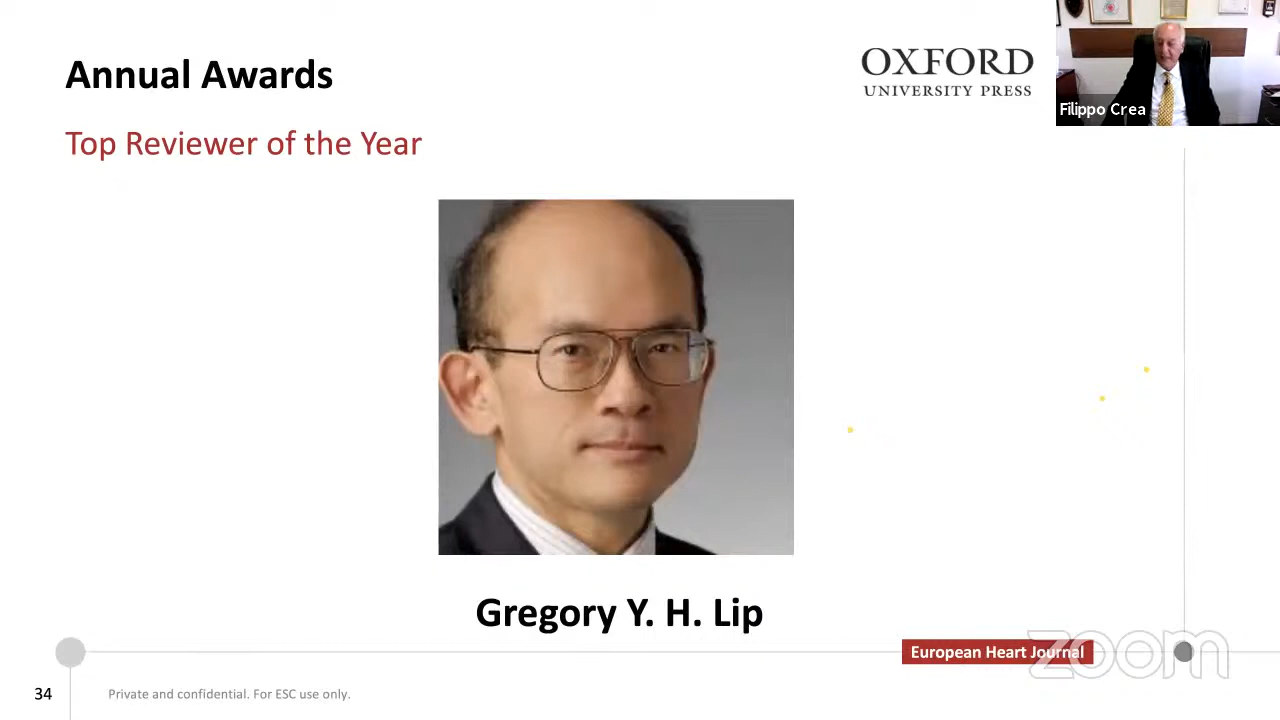 Annual Awards
OXFORD
UNIVERSITY PRESS
Filippo Crea
Top Reviewer of the Year
Gregory Y. H. Lip
European Heart Journal
zoom
34
Private and confidential. For ESC use only.